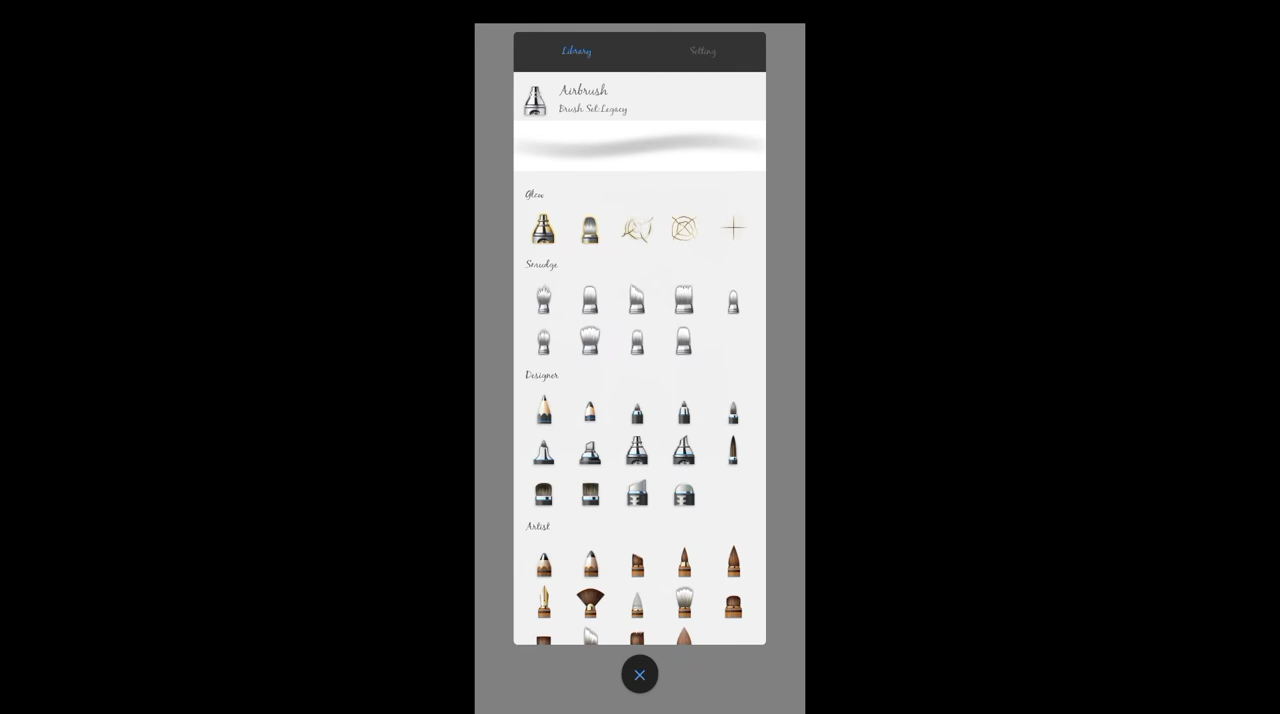 Library
Setting
Airbrush
Brush Set:Legacy
Glow
Smudge
Designer
Artist